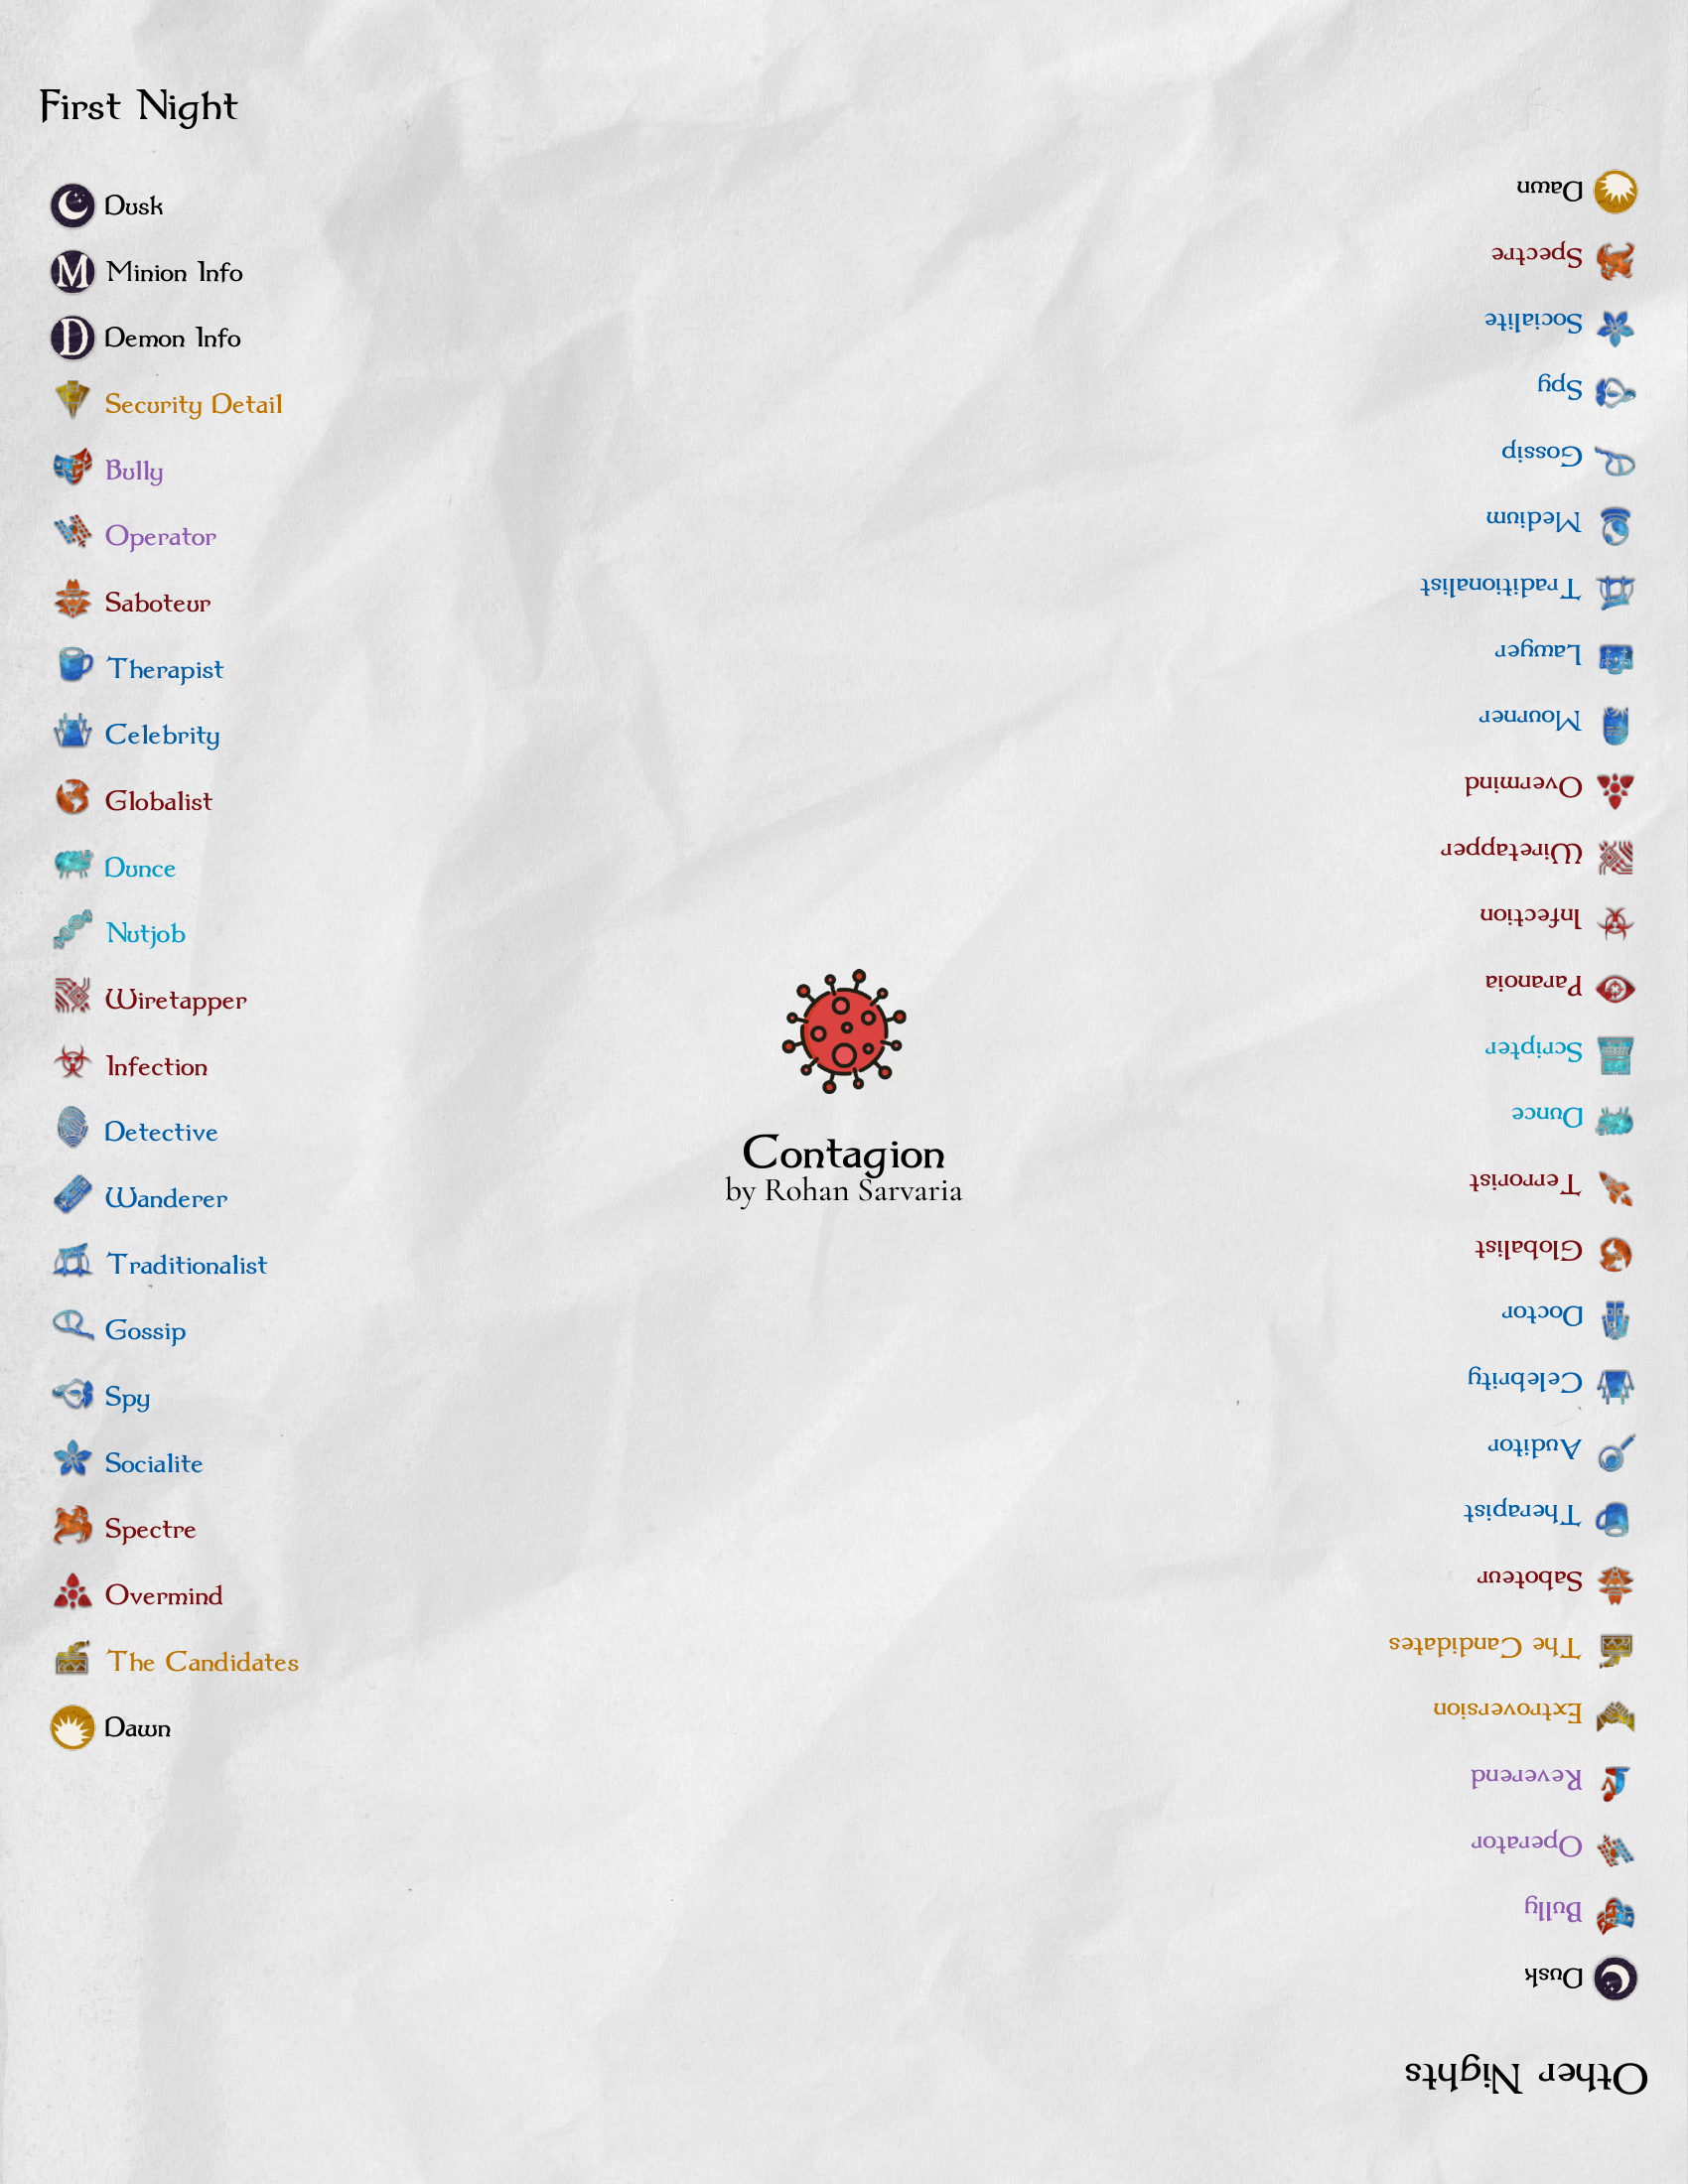 First Night
Dusk
Minion Info
Demon Info
Security Detail
Bully
Operator
Saboteur
Therapist
Celebrity
Globalist
Dunce
Nutjob
Wiretapper
Infection
Detective
Wanderer
Traditionalist
Gossip
Spy
Socialite
Spectre
Overmind
The Candidates
Dawn
Contagion
by Rohan Sarvaria
Other Nights
Dusk
Bully
Operator
Reverend
Extroversion
The Candidates
Saboteur
Therapist
Auditor
Celebrity
Doctor
Globalist
Terrorist
Dunce
Scripter
Paranoia
Infection
Wiretapper
Overmind
Mourner
Lawyer
Traditionalist
Medium
Gossip
Spy
Socialite
Spectre
Dawn